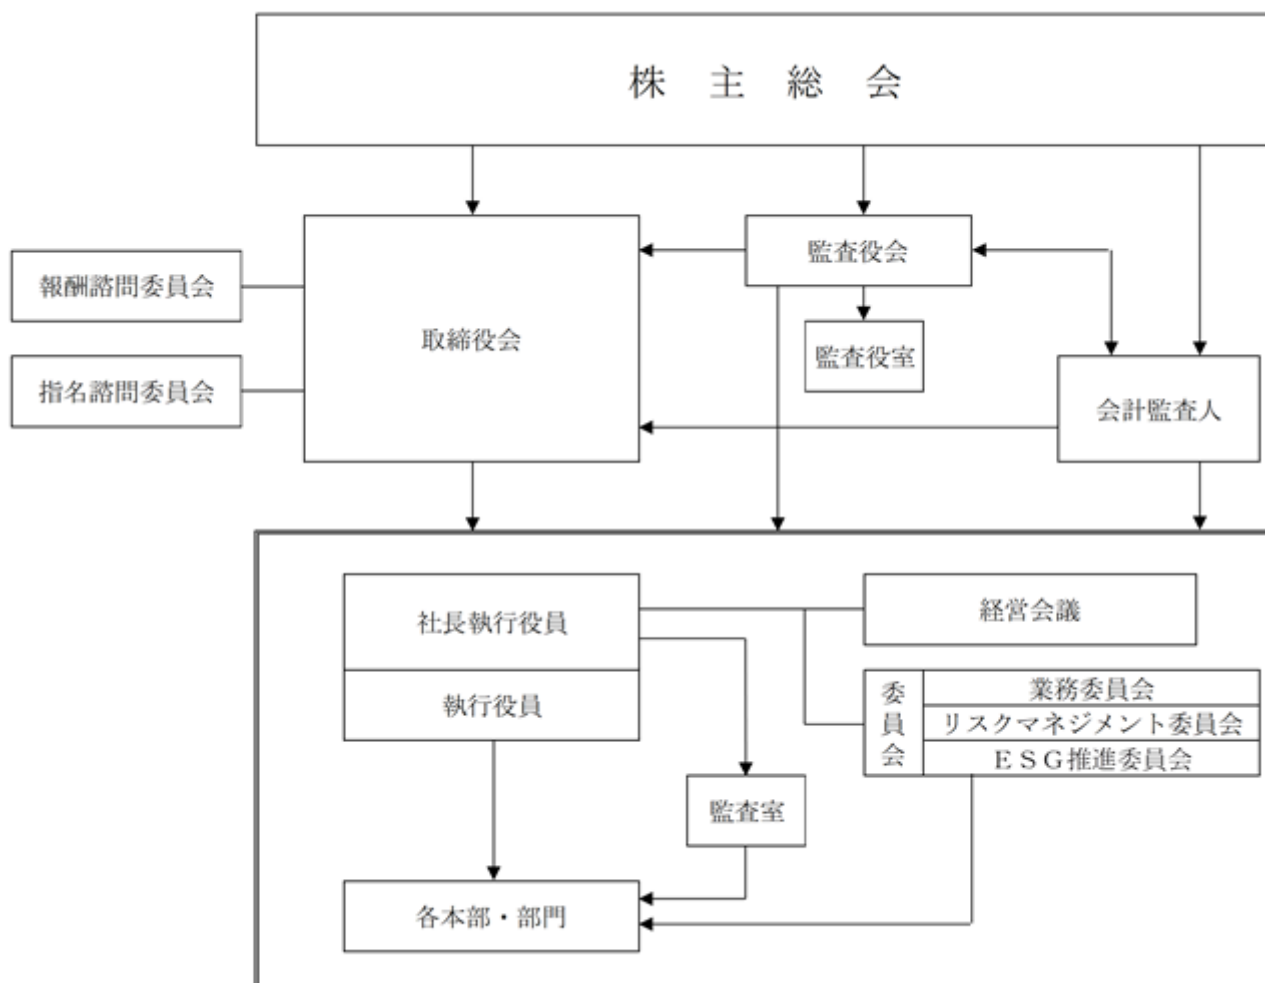 株主総会
監査役会
報酬諮問委員会
取締役会
監査役室
指名諮問委員会
会計監査人
社長執行役員
経営会議
執行役員
委員会
業務委員会
リスクマネジメント委員会
ESG推進委員会
監査室
各本部・部門